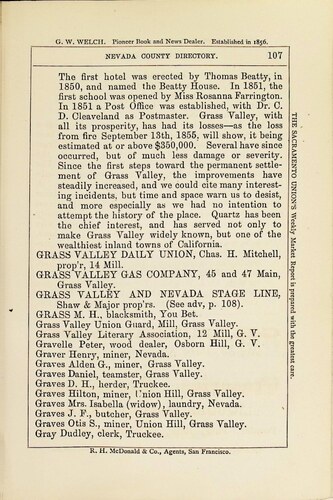 G. W. WELCH. Pioneer Book and News Dealer. Established in 1856.
NEVADA COUNTY DIRECTORY. 107
The first hotel was erected by Thomas Beatty, in
1850, and named the Beatty House. In 1851, the
first school was opened by Miss Rosanna Farrington.
In 1851 a Post Office was established, with Dr. C.
D. Cleaveland as Postmaster. Grass Valley, with
all its prosperity, has had its losses—as the loss
from fire September 13th, 1855, will show, it being
estimated at or above $350,000. Several have since
occurred, but of much less damage or severity.
Since the first steps toward the permanent settle-
ment of Grass Valley, the improvements have
steadily increased, and we could cite many interest-
ing incidents, but time and space warn us to desist,
and more especially as we had no intention to
attempt the history of the place. Quartz has been
the chief interest, and has served not only to
make Grass Valley widely known, but one of the
wealthiest inland towns of California.
GRASS VALLEY DAILY UNION, Chas. H. Mitchell,
prop'r, 14 Mill.
GRASS VALLEY GAS COMPANY, 45 and 47 Main,
Grass Valley.
GRASS VALLEY AND NEVADA STAGE LINE,
Shaw & Major prop'rs. (See adv, p. 108).
GRASS M. H., blacksmith, You Bet.
Grass Valley Union Guard, Mill, Grass Valley.
Grass Valley Literary Association, 12 Mill, G. V.
Gravelle Peter, wood dealer, Osborn Hill, G. V.
Graver Henry, miner, Nevada.
Graves Alden G., miner, Grass Valley.
Graves Daniel, teamster, Grass Valley.
Graves D. H., herder, Truckee.
Graves Hilton, miner, Union Hill, Grass Valley.
Graves Mrs. Isabella (widow), laundry, Nevada.
Graves J. F., butcher, Grass Valley.
Graves Otis S., miner, Union Hill, Grass Valley.
Gray Dudley, clerk, Truckee.
THE SACRAMENTO UNION'S Weekly Market Report is prepared with the greatest care.
R. H. McDonald & Co., Agents, San Francisco.